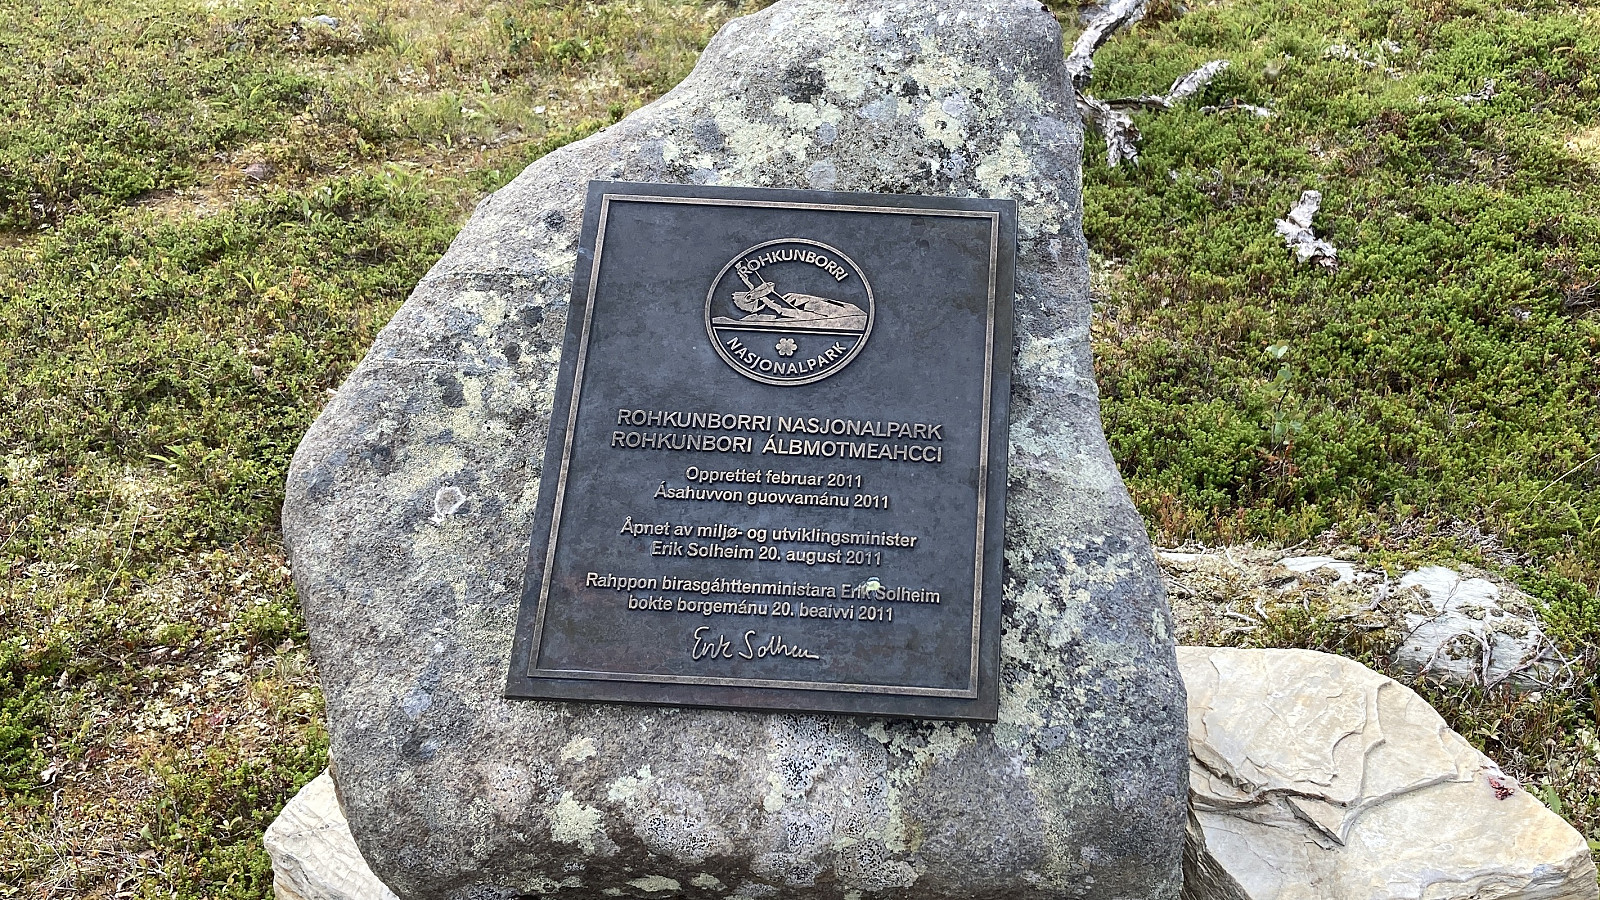 ROHKUNBORRI
NASJONALPARK
ROHKUNBORRI NASJONALPARK
ROHKUNBORI ÁLBMOTMEAHCCI
Opprettet februar 2011
Ásahuvvon guovvamánu 2011
Åpnet av miljø- og utviklingsminister
Erik Solheim 20. august 2011
Rahppon birasgáhttenministara Erik Solheim
bokte borgemánu 20. beaivvi 2011
Erik Solheim